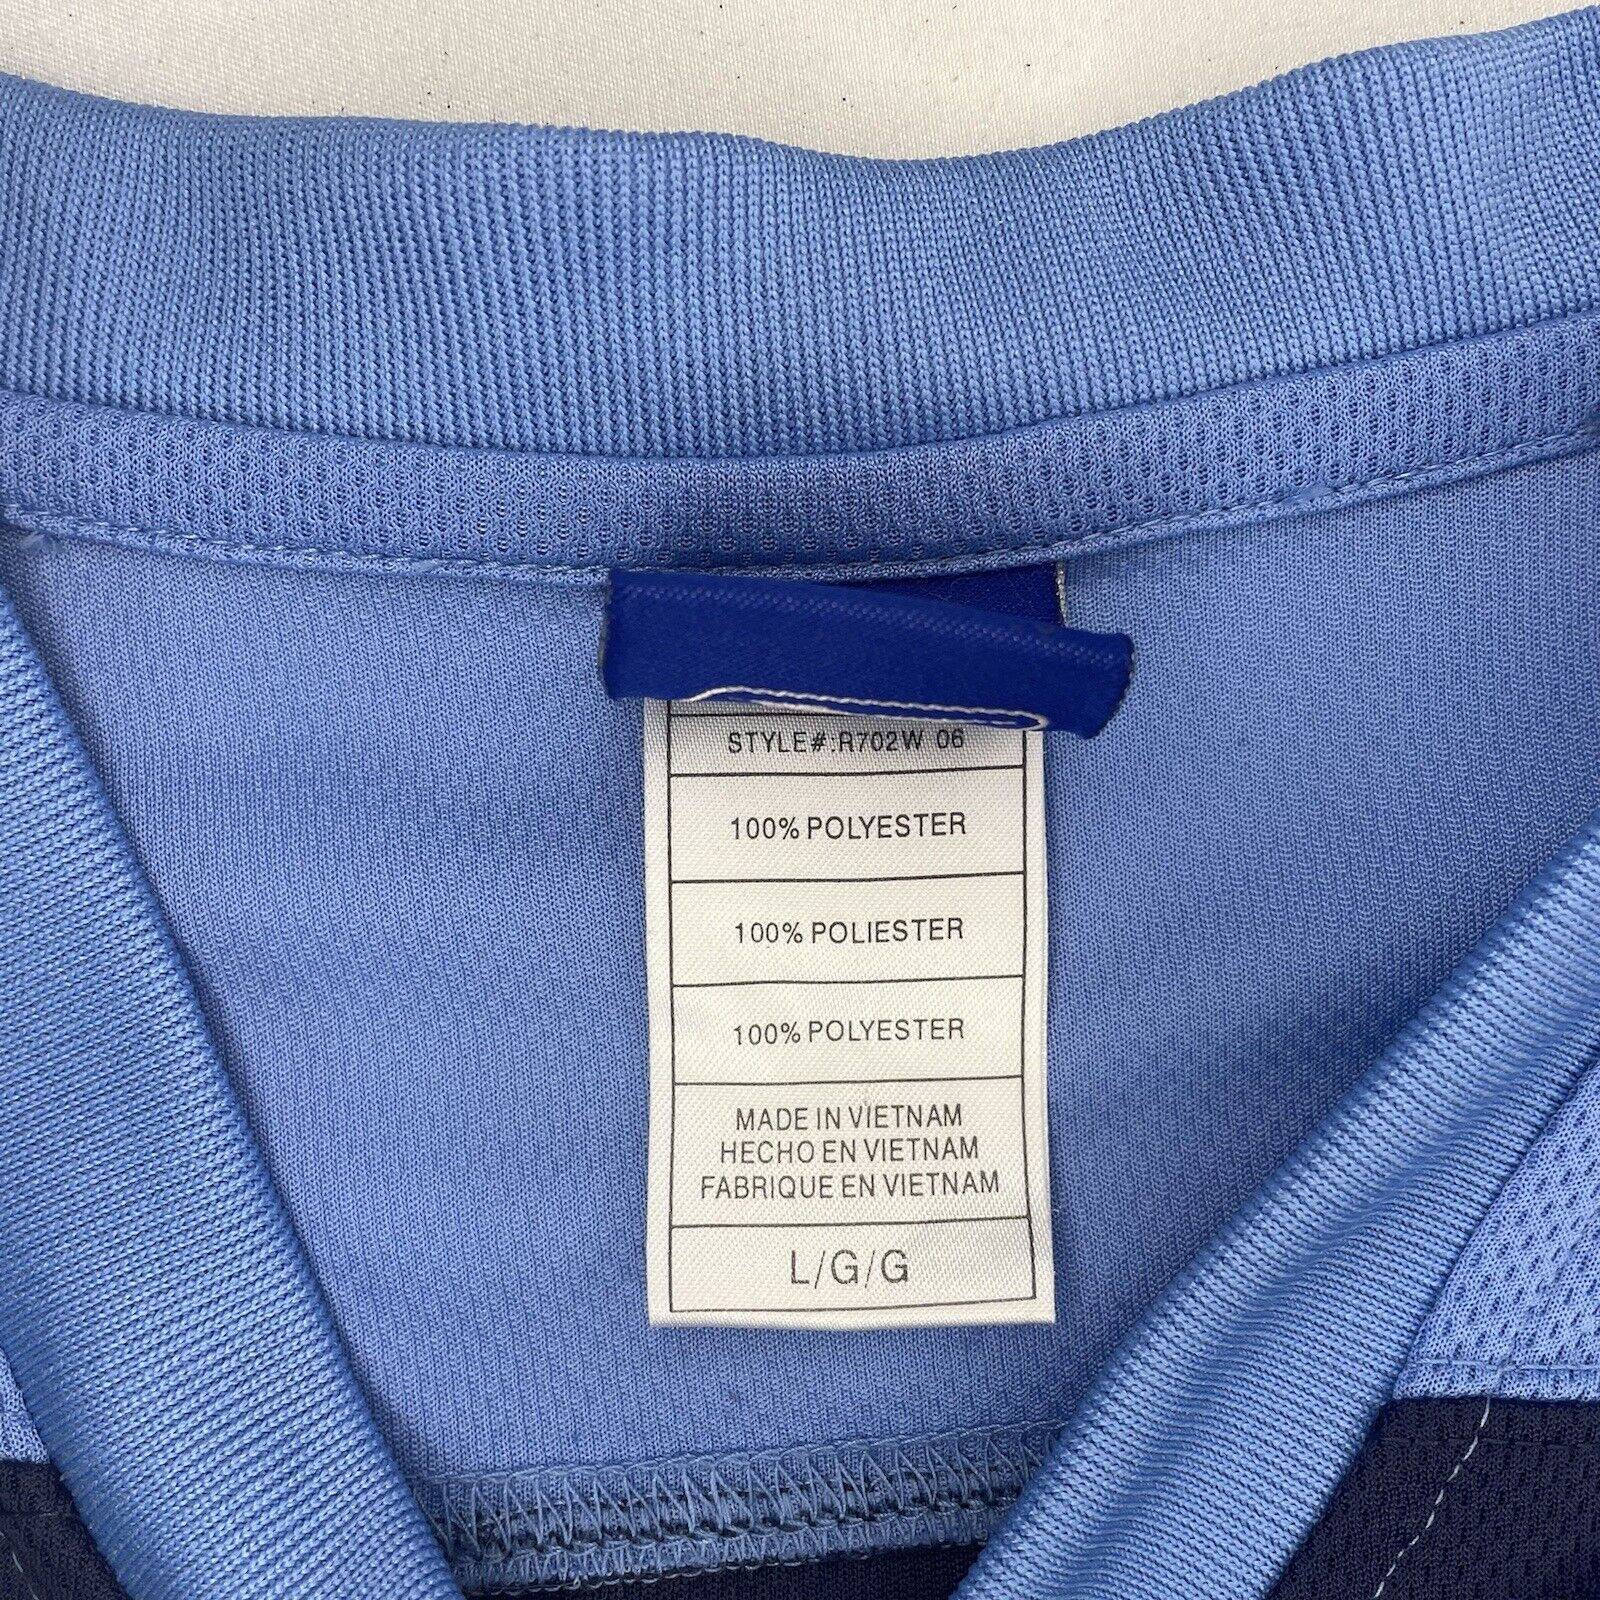 STYLE#:R702W 06
100% POLYESTER
100% POLIESTER
100% POLYESTER
MADE IN VIETNAM
HECHO EN VIETNAM
FABRIQUE EN VIETNAM
L/G/G